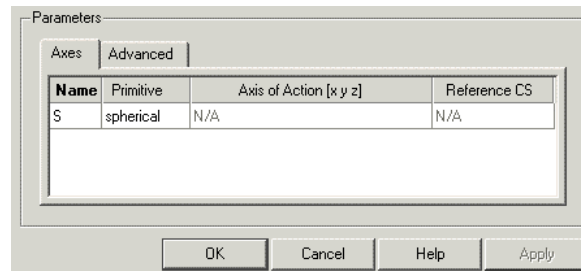 Parameters
Axes Advanced
Name Primitive Axis of Action [x y z] Reference CS
S spherical N/A N/A
OK Cancel Help Apply